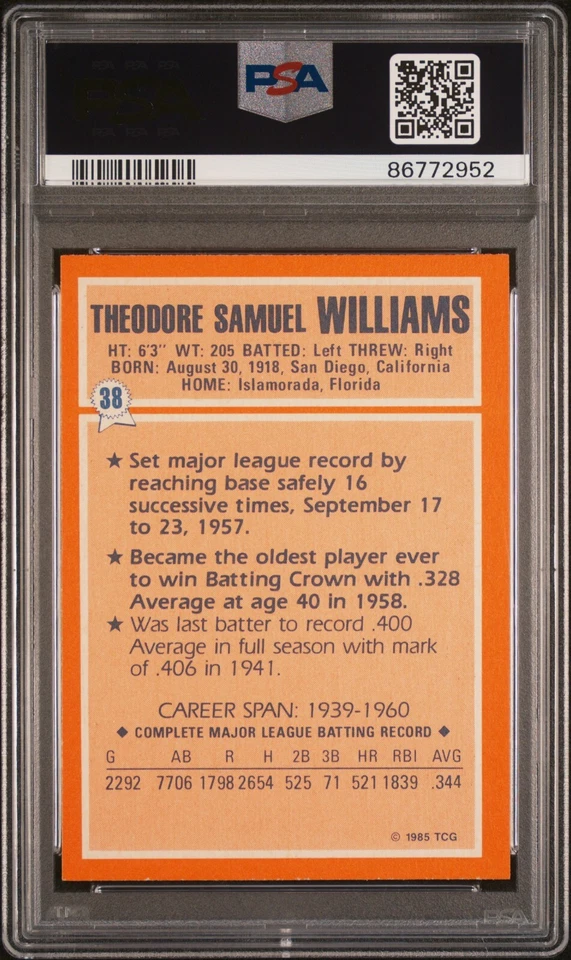 PSA
86772952
THEODORE SAMUEL WILLIAMS
HT: 6'3" WT: 205 BATTED: Left THREW: Right
BORN: August 30, 1918, San Diego, California
HOME: Islamorada, Florida
38
★ Set major league record by
reaching base safely 16
successive times, September 17
to 23, 1957.
★ Became the oldest player ever
to win Batting Crown with .328
Average at age 40 in 1958.
★ Was last batter to record .400
Average in full season with mark
of .406 in 1941.
CAREER SPAN: 1939-1960
◆ COMPLETE MAJOR LEAGUE BATTING RECORD ◆
G AB R H 2B 3B HR RBI AVG
2292 7706 1798 2654 525 71 521 1839 .344
© 1985 TCG
PSA